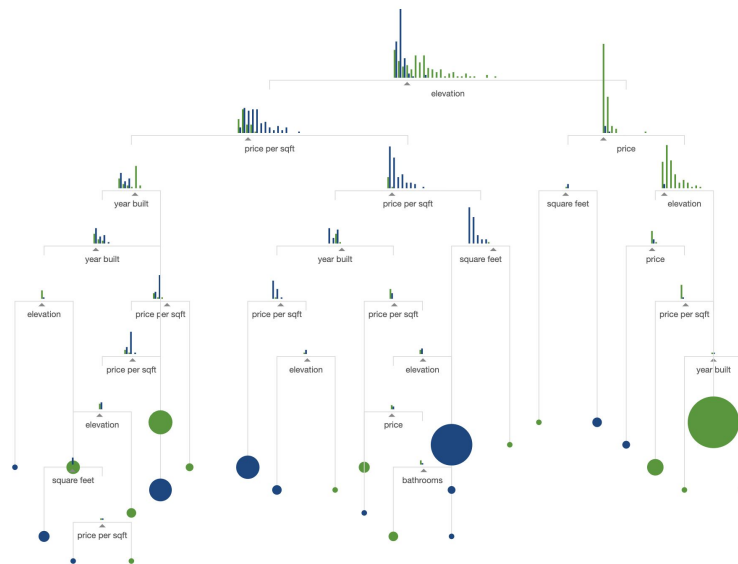 elevation
price per sqft
price
year built
price per sqft
square feet
elevation
year built
year built
square feet
price
elevation
price per sqft
price per sqft
price per sqft
price per sqft
price per sqft
elevation
elevation
year built
elevation
price
square feet
bathrooms
price per sqft